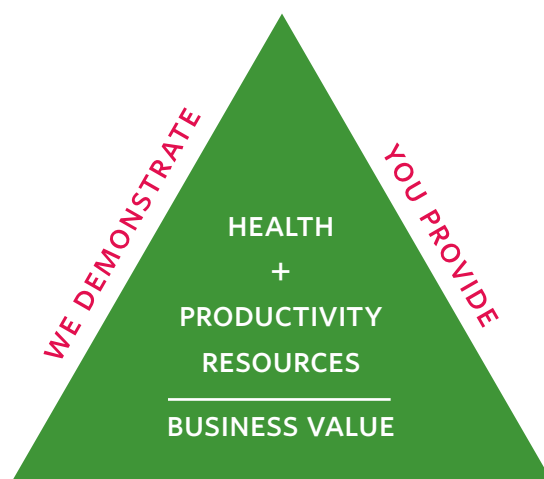 WE DEMONSTRATE
YOU PROVIDE
HEALTH
+
PRODUCTIVITY
RESOURCES
BUSINESS VALUE